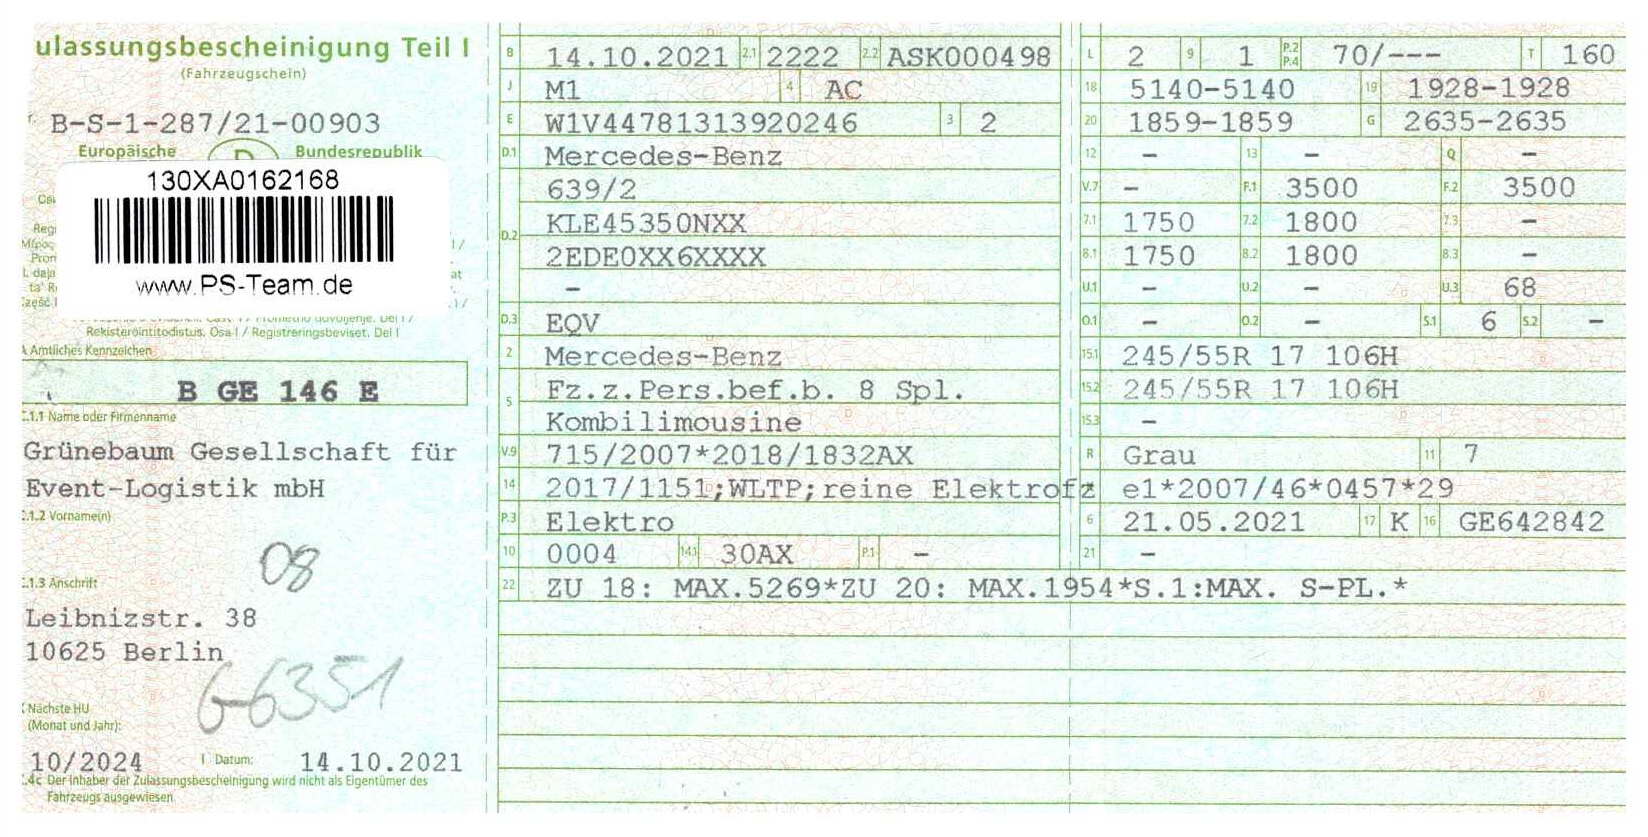 ulassungsbescheinigung Teil I
(Fahrzeugschein)
B-S-1-287/21-00903
Europäische D Bundesrepublik
130XA0162168
www.PS-Team.de
Rekisteröintitodistus. Osa I / Registreringsbeviset. Del I
A Amtliches Kennzeichen
B GE 146 E
C.1.1 Name oder Firmenname
Grünebaum Gesellschaft für
Event-Logistik mbH
C.1.2 Vorname(n)
08
C.1.3 Anschrift
Leibnizstr. 38
10625 Berlin
G-6351
Nächste HU
(Monat und Jahr):
10/2024 I Datum: 14.10.2021
C.4c Der Inhaber der Zulassungsbescheinigung wird nicht als Eigentümer des
Fahrzeugs ausgewiesen
B 14.10.2021 2.1 2222 2.2 ASK000498
J M1 4 AC
E W1V44781313920246 3 2
D.1 Mercedes-Benz
639/2
D.2 KLE45350NXX
2EDE0XX6XXXX
–
D.3 EQV
2 Mercedes-Benz
5 Fz.z.Pers.bef.b. 8 Spl.
Kombilimousine
V.9 715/2007*2018/1832AX
14 2017/1151;WLTP;reine Elektrofz
P.3 Elektro
10 0004 14.1 30AX P.1 –
22 ZU 18: MAX.5269*ZU 20: MAX.1954*S.1:MAX. S-PL.*
L 2 9 1 P.2 P.4 70/--- T 160
18 5140-5140 19 1928-1928
20 1859-1859 G 2635-2635
12 – 13 – Q –
V.7 – F.1 3500 F.2 3500
7.1 1750 7.2 1800 7.3 –
8.1 1750 8.2 1800 8.3 –
U.1 – U.2 – U.3 68
O.1 – O.2 – S.1 6 S.2 –
15.1 245/55R 17 106H
15.2 245/55R 17 106H
15.3 –
R Grau 11 7
e1*2007/46*0457*29
6 21.05.2021 17 K 16 GE642842
21 –